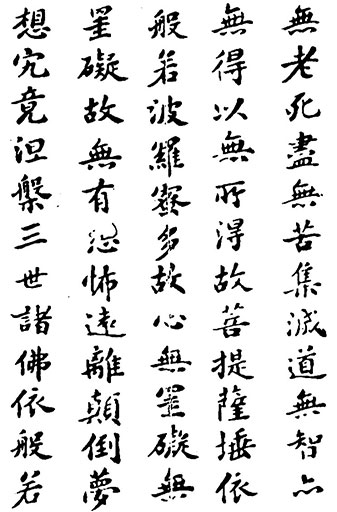 無老死盡無苦集滅道無智亦
無得以無所得故菩提薩埵依
般若波羅蜜多故心無罣礙無
罣礙故無有恐怖遠離顛倒夢
想究竟涅槃三世諸佛依般若